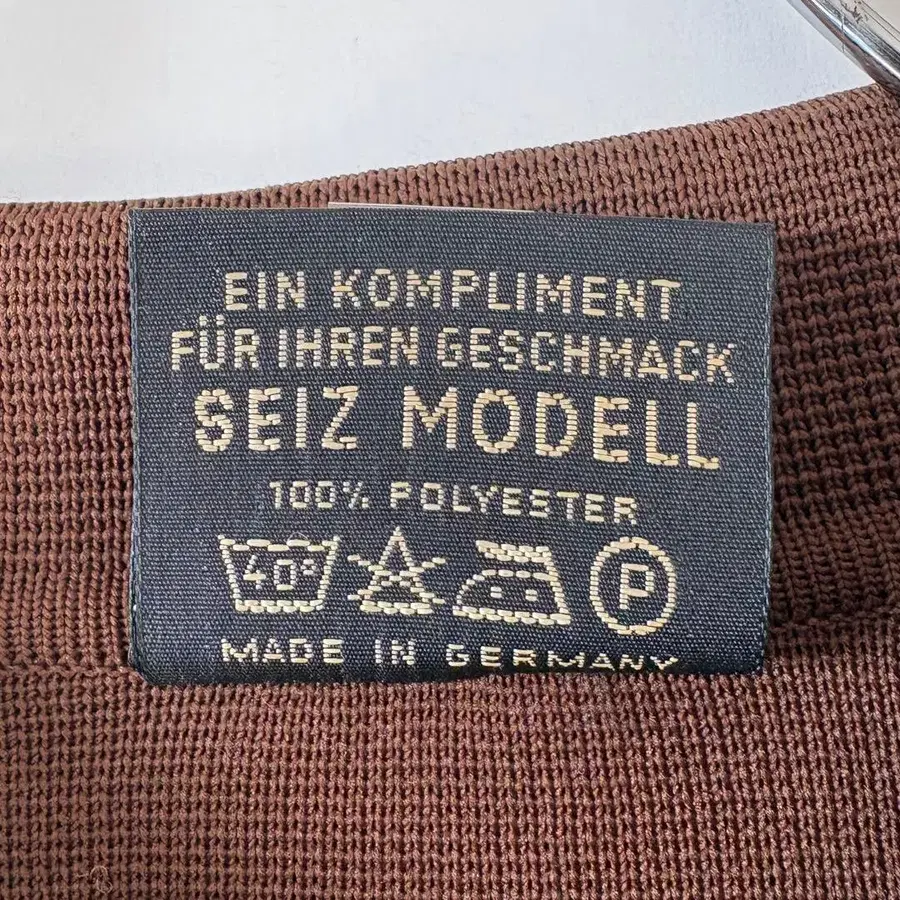 EIN KOMPLIMENT
FÜR IHREN GESCHMACK
SEIZ MODELL
100% POLYESTER
40° P
MADE IN GERMANY